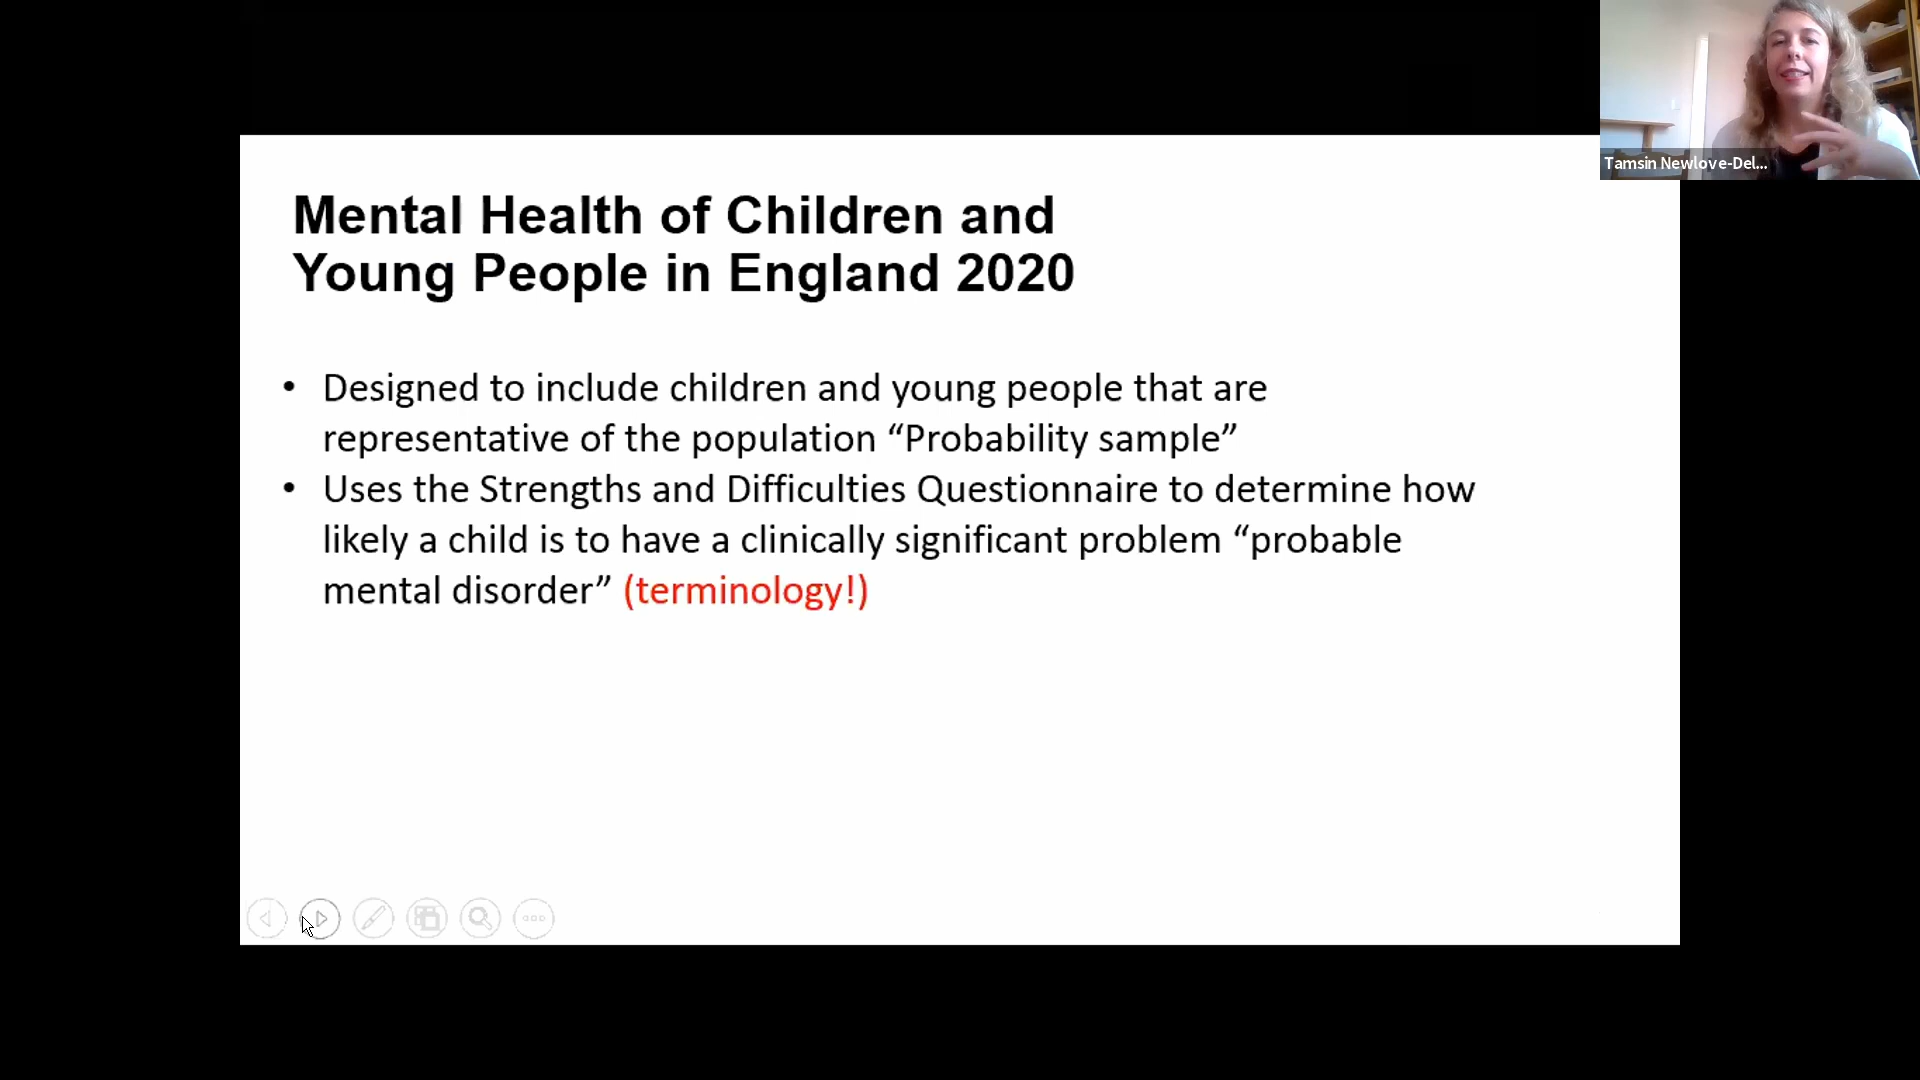 Tamsin Newlove-Del...
Mental Health of Children and
Young People in England 2020
• Designed to include children and young people that are
representative of the population “Probability sample”
• Uses the Strengths and Difficulties Questionnaire to determine how
likely a child is to have a clinically significant problem “probable
mental disorder” (terminology!)